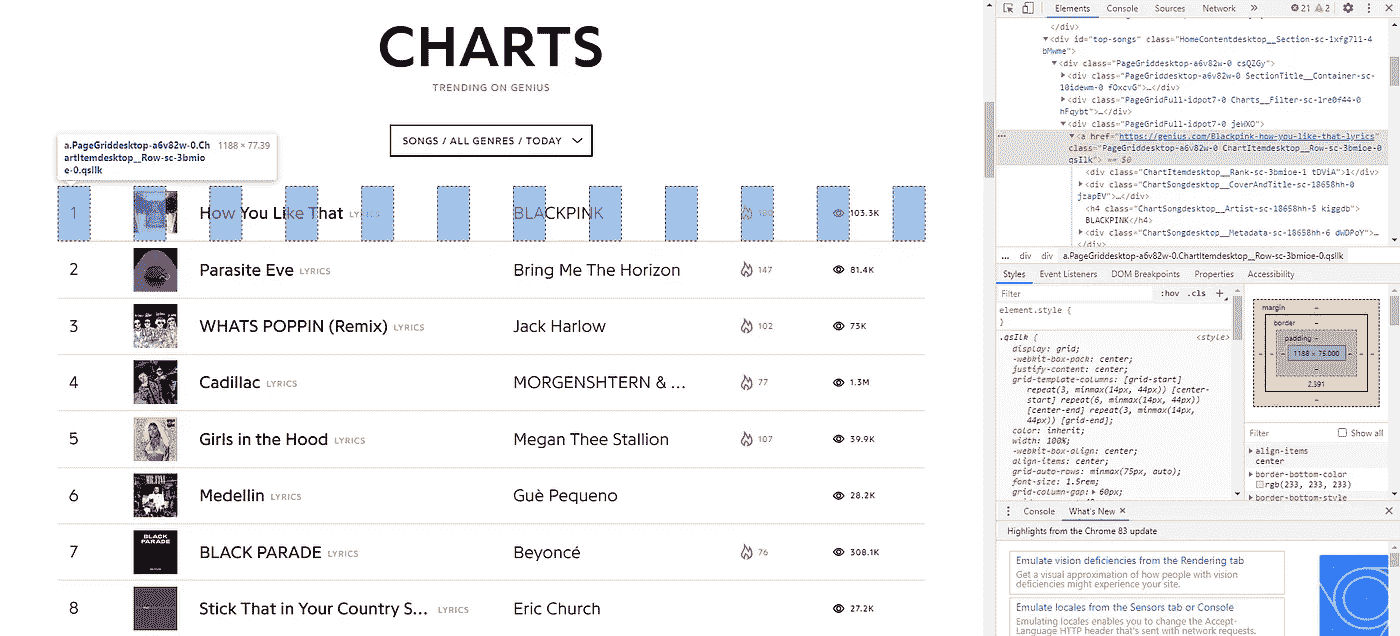 CHARTS
TRENDING ON GENIUS
SONGS / ALL GENRES / TODAY
a.PageGriddesktop-a6v82w-0.Ch
artItemdesktop__Row-sc-3bmio
e-0.qsIlk
1188 × 77.39
1 How You Like That LYRICS BLACKPINK 103.3K
2 Parasite Eve LYRICS Bring Me The Horizon 147 81.4K
3 WHATS POPPIN (Remix) LYRICS Jack Harlow 102 73K
4 Cadillac LYRICS MORGENSHTERN & ... 77 1.3M
5 Girls in the Hood LYRICS Megan Thee Stallion 107 39.9K
6 Medellin LYRICS Guè Pequeno 28.2K
7 BLACK PARADE LYRICS Beyoncé 76 308.1K
8 Stick That in Your Country S... LYRICS Eric Church 27.2K
Elements Console Sources Network » 21 2
</div>
<div id="top-songs" class="HomeContentdesktop__Section-sc-1xfg7l1-4
bMwme">
<div class="PageGriddesktop-a6v82w-0 csQZGy">
<div class="PageGriddesktop-a6v82w-0 SectionTitle__Container-sc-
10idewm-0 fOxcvG">…</div>
<div class="PageGridFull-idpot7-0 Charts__Filter-sc-1re0f44-0
hFqybt">…</div>
<div class="PageGridFull-idpot7-0 jeWXO">
<a href="https://genius.com/Blackpink-how-you-like-that-lyrics"
class="PageGriddesktop-a6v82w-0 ChartItemdesktop__Row-sc-3bmioe-0
qsIlk"> == $0
<div class="ChartItemdesktop__Rank-sc-3bmioe-1 tDViA">1</div>
<div class="ChartSongdesktop__CoverAndTitle-sc-18658hh-0
jzapEV">…</div>
<h4 class="ChartSongdesktop__Artist-sc-18658hh-5 kiggdb">
BLACKPINK</h4>
<div class="ChartSongdesktop__Metadata-sc-18658hh-6 dWDPoY">…
</div>
... div div a.PageGriddesktop-a6v82w-0.ChartItemdesktop__Row-sc-3bmioe-0.qsIlk
Styles Event Listeners DOM Breakpoints Properties Accessibility
Filter :hov .cls +
element.style {
}
.qsIlk { <style>
display: grid;
-webkit-box-pack: center;
justify-content: center;
grid-template-columns: [grid-start]
repeat(3, minmax(14px, 44px)) [center-
start] repeat(6, minmax(14px, 44px))
[center-end] repeat(3, minmax(14px,
44px)) [grid-end];
color: inherit;
width: 100%;
-webkit-box-align: center;
align-items: center;
grid-auto-rows: minmax(75px, auto);
font-size: 1.5rem;
grid-column-gap: 60px;
margin -
border -
padding -
1188 × 75.000
-
2.391
-
Filter Show all
align-items
center
border-bottom-color
rgb(233, 233, 233)
border-bottom-style
Console What's New ×
Highlights from the Chrome 83 update
Emulate vision deficiencies from the Rendering tab
Get a visual approximation of how people with vision
deficiencies might experience your site.
Emulate locales from the Sensors tab or Console
Emulating locales enables you to change the Accept-
Language HTTP header that's sent with network requests.